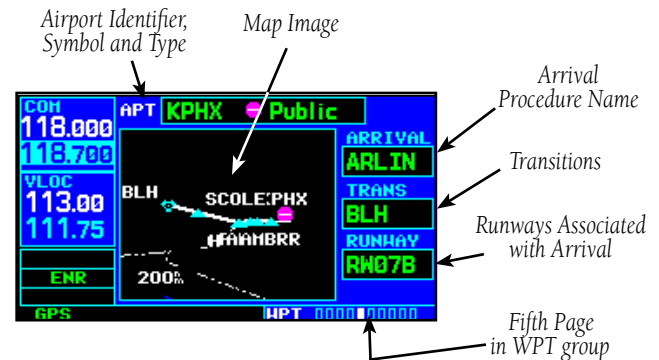 Airport Identifier,
Symbol and Type
Map Image
Arrival
Procedure Name
Transitions
Runways Associated
with Arrival
Fifth Page
in WPT group
COM
118.000
118.700
VLOC
113.00
111.75
ENR
GPS
APT KPHX Public
BLH
PHX
200
ARRIVAL
ARLIN
TRANS
BLH
RUNWAY
RW07B
WPT